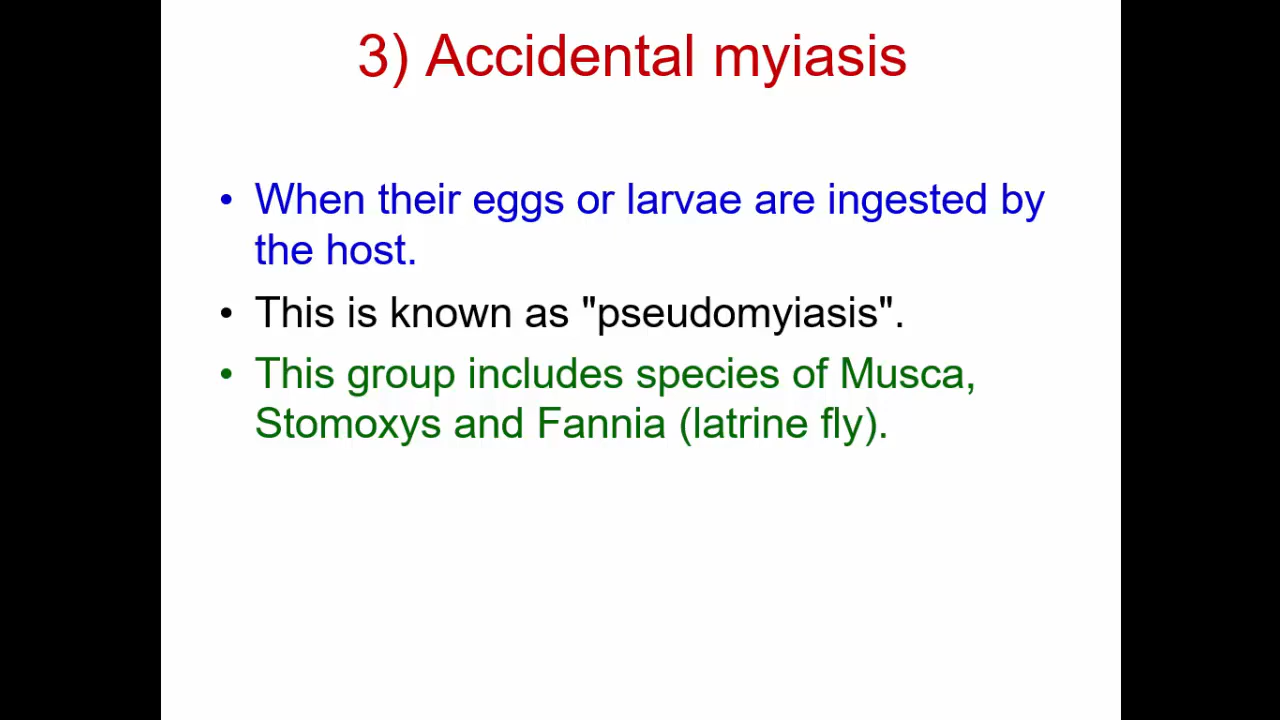 3) Accidental myiasis
• When their eggs or larvae are ingested by
the host.
• This is known as "pseudomyiasis".
• This group includes species of Musca,
Stomoxys and Fannia (latrine fly).